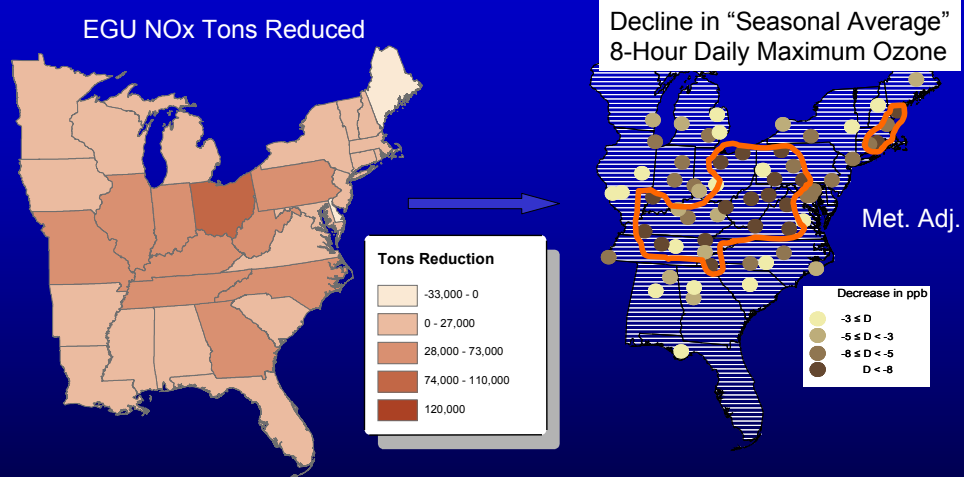 EGU NOx Tons Reduced
Decline in “Seasonal Average”
8-Hour Daily Maximum Ozone
Met. Adj.
Tons Reduction
-33,000 - 0
0 - 27,000
28,000 - 73,000
74,000 - 110,000
120,000
Decrease in ppb
-3 ≤ D
-5 ≤ D < -3
-8 ≤ D < -5
D < -8